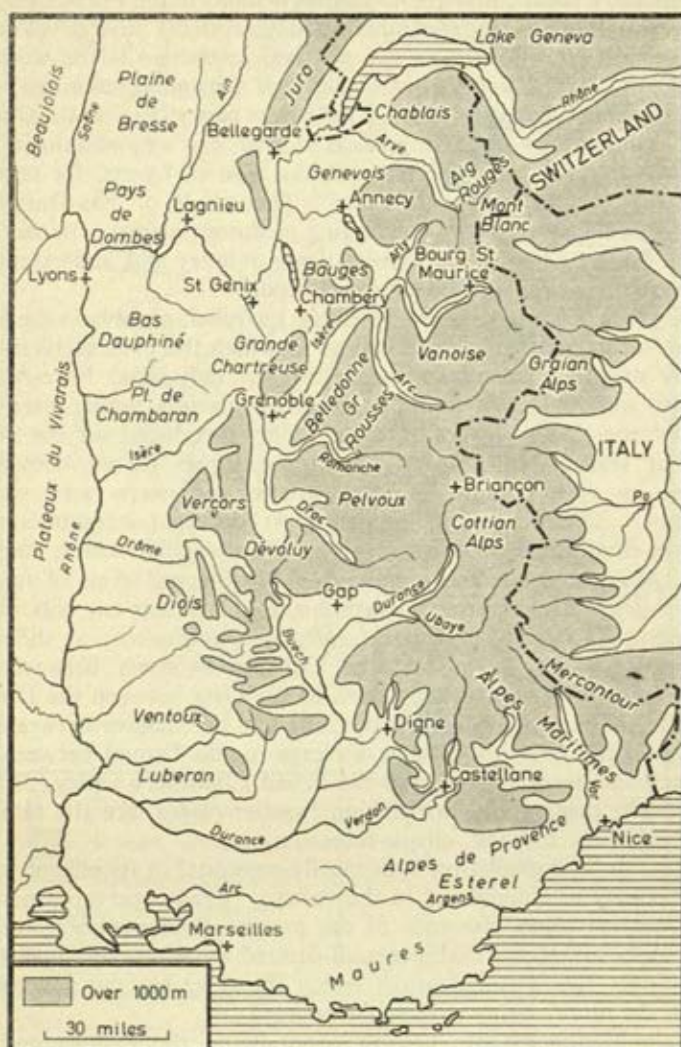 Lake Geneva
Jura
Rhône
Beaujolais
Saône
Plaine
de
Bresse
Ain
Chablais
Bellegarde
SWITZERLAND
Arve
Genevois
Aig
Rouges
Annecy
Mont
Blanc
Pays
de
Dombes
Lagnieu
Arly
Bourg St
Maurice
Lyons
St Génix
Bauges
Chambéry
Isère
Bas
Dauphiné
Grande
Chartreuse
Vanoise
Graian
Alps
Pl. de
Chambaran
Grenoble
Belledonne
Gr
Rousses
Arc
Isère
ITALY
Romanche
Briançon
Po
Plateaux du Vivarais
Rhône
Vercors
Pelvoux
Drac
Cottian
Alps
Drôme
Dévoluy
Diois
Gap
Durance
Ubaye
Buëch
Mercantour
Ventoux
Digne
Alpes
Maritimes
Luberon
Castellane
Var
Durance
Verdon
Nice
Alpes de Provence
Esterel
Arc
Argens
Marseilles
Maures
Over 1000 m
30 miles